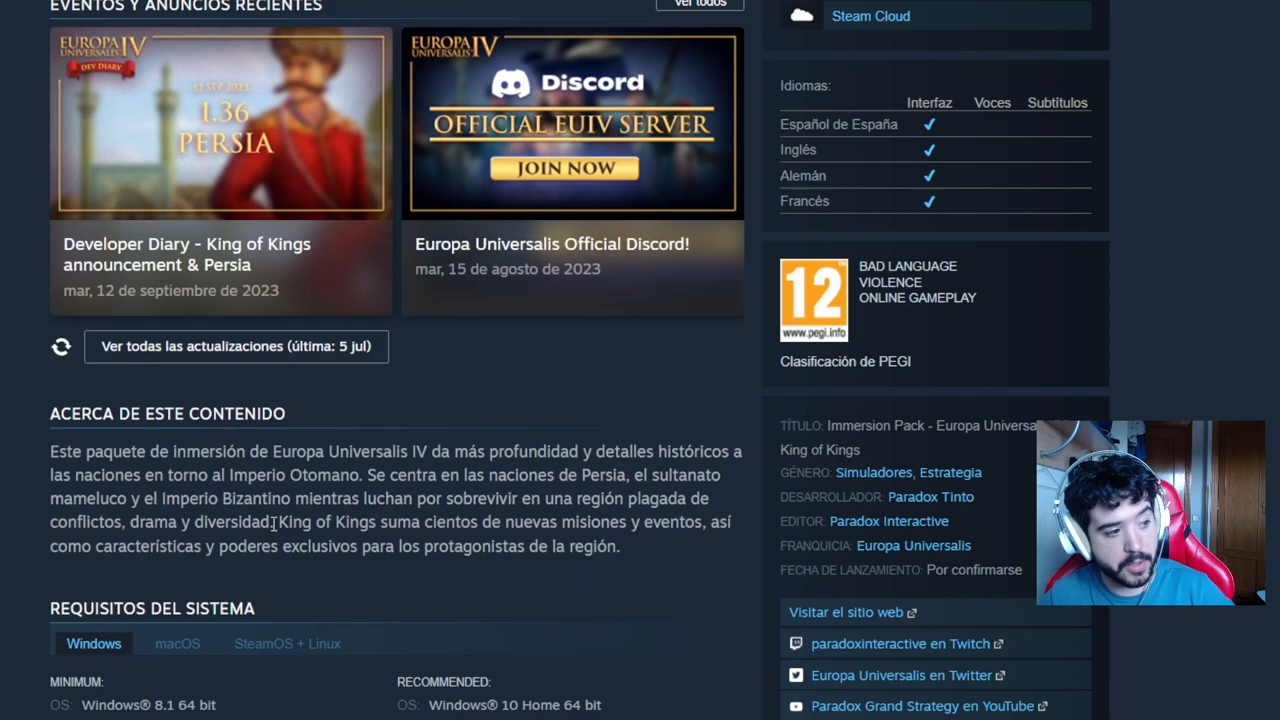 EVENTOS Y ANUNCIOS RECIENTES
Ver todos
EUROPA UNIVERSALIS IV
DEV DIARY
12 SEP 2023
1.36
PERSIA
EUROPA UNIVERSALIS IV
Discord
OFFICIAL EUIV SERVER
JOIN NOW
Developer Diary - King of Kings
announcement & Persia
mar, 12 de septiembre de 2023
Europa Universalis Official Discord!
mar, 15 de agosto de 2023
Ver todas las actualizaciones (última: 5 jul)
ACERCA DE ESTE CONTENIDO
Este paquete de inmersión de Europa Universalis IV da más profundidad y detalles históricos a
las naciones en torno al Imperio Otomano. Se centra en las naciones de Persia, el sultanato
mameluco y el Imperio Bizantino mientras luchan por sobrevivir en una región plagada de
conflictos, drama y diversidad. King of Kings suma cientos de nuevas misiones y eventos, así
como características y poderes exclusivos para los protagonistas de la región.
REQUISITOS DEL SISTEMA
Windows macOS SteamOS + Linux
MINIMUM:
OS: Windows® 8.1 64 bit
RECOMMENDED:
OS: Windows® 10 Home 64 bit
Steam Cloud
Idiomas:
Interfaz Voces Subtítulos
Español de España ✔
Inglés ✔
Alemán ✔
Francés ✔
12
www.pegi.info
BAD LANGUAGE
VIOLENCE
ONLINE GAMEPLAY
Clasificación de PEGI
TÍTULO: Immersion Pack - Europa Universa
King of Kings
GÉNERO: Simuladores, Estrategia
DESARROLLADOR: Paradox Tinto
EDITOR: Paradox Interactive
FRANQUICIA: Europa Universalis
FECHA DE LANZAMIENTO: Por confirmarse
Visitar el sitio web
paradoxinteractive en Twitch
Europa Universalis en Twitter
Paradox Grand Strategy en YouTube